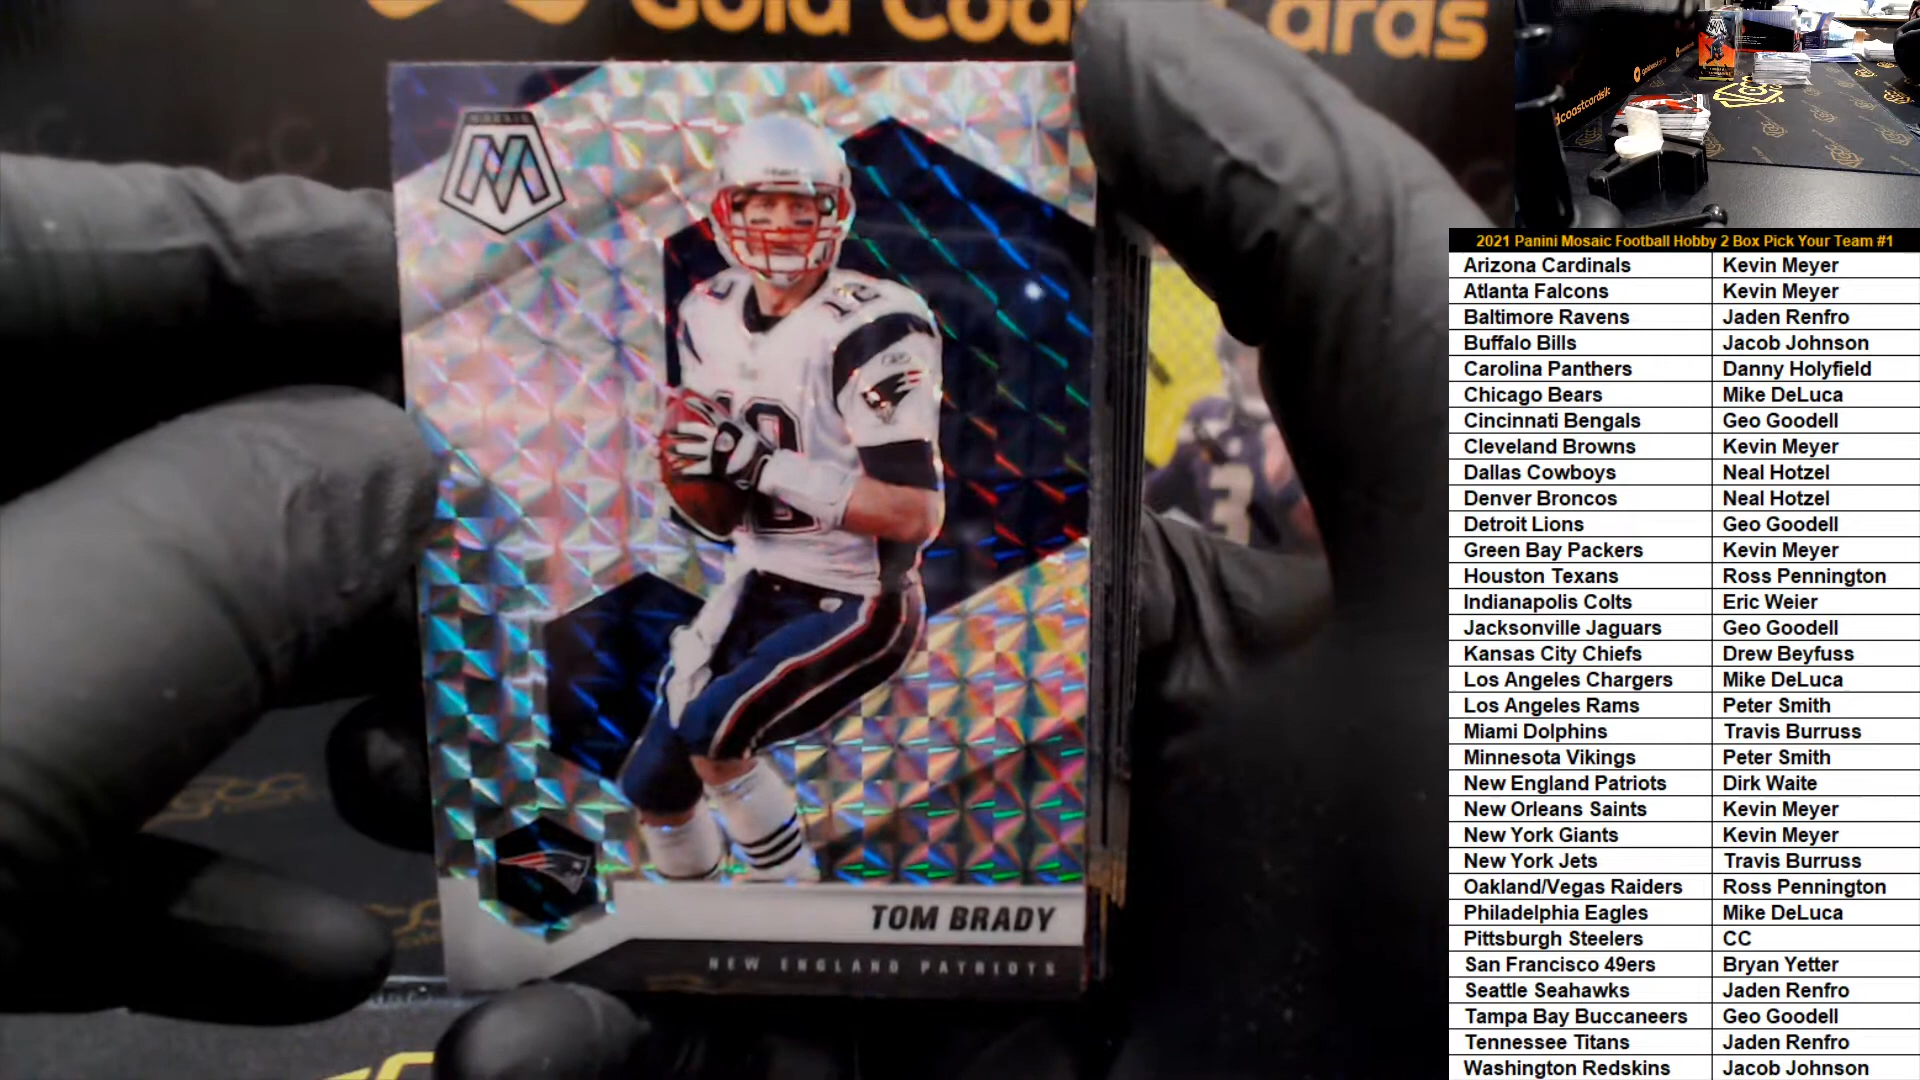 Gold Coast Cards
MOSAIC
M
12
12
TOM BRADY
NEW ENGLAND PATRIOTS
3
goldcoastcards
dcoastcardsllc
2021 Panini Mosaic Football Hobby 2 Box Pick Your Team #1
Arizona Cardinals Kevin Meyer
Atlanta Falcons Kevin Meyer
Baltimore Ravens Jaden Renfro
Buffalo Bills Jacob Johnson
Carolina Panthers Danny Holyfield
Chicago Bears Mike DeLuca
Cincinnati Bengals Geo Goodell
Cleveland Browns Kevin Meyer
Dallas Cowboys Neal Hotzel
Denver Broncos Neal Hotzel
Detroit Lions Geo Goodell
Green Bay Packers Kevin Meyer
Houston Texans Ross Pennington
Indianapolis Colts Eric Weier
Jacksonville Jaguars Geo Goodell
Kansas City Chiefs Drew Beyfuss
Los Angeles Chargers Mike DeLuca
Los Angeles Rams Peter Smith
Miami Dolphins Travis Burruss
Minnesota Vikings Peter Smith
New England Patriots Dirk Waite
New Orleans Saints Kevin Meyer
New York Giants Kevin Meyer
New York Jets Travis Burruss
Oakland/Vegas Raiders Ross Pennington
Philadelphia Eagles Mike DeLuca
Pittsburgh Steelers CC
San Francisco 49ers Bryan Yetter
Seattle Seahawks Jaden Renfro
Tampa Bay Buccaneers Geo Goodell
Tennessee Titans Jaden Renfro
Washington Redskins Jacob Johnson